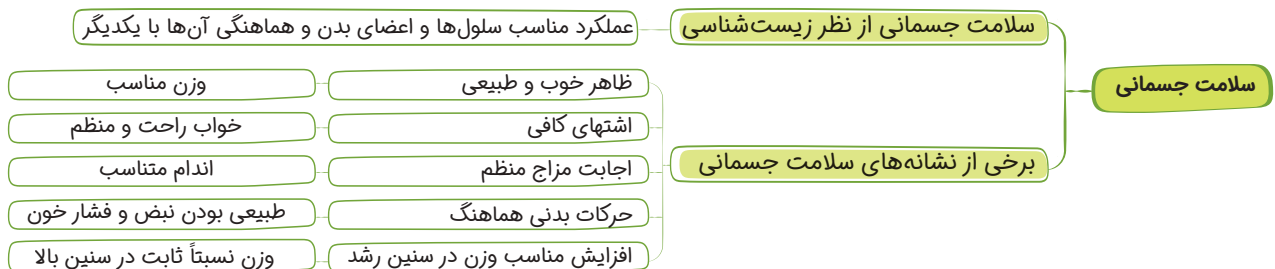 سلامت جسمانی
سلامت جسمانی از نظر زیست‌شناسی
عملکرد مناسب سلول‌ها و اعضای بدن و هماهنگی آن‌ها با یکدیگر
برخی از نشانه‌های سلامت جسمانی
ظاهر خوب و طبیعی
وزن مناسب
اشتهای کافی
خواب راحت و منظم
اجابت مزاج منظم
اندام متناسب
حرکات بدنی هماهنگ
طبیعی بودن نبض و فشار خون
افزایش مناسب وزن در سنین رشد
وزن نسبتاً ثابت در سنین بالا